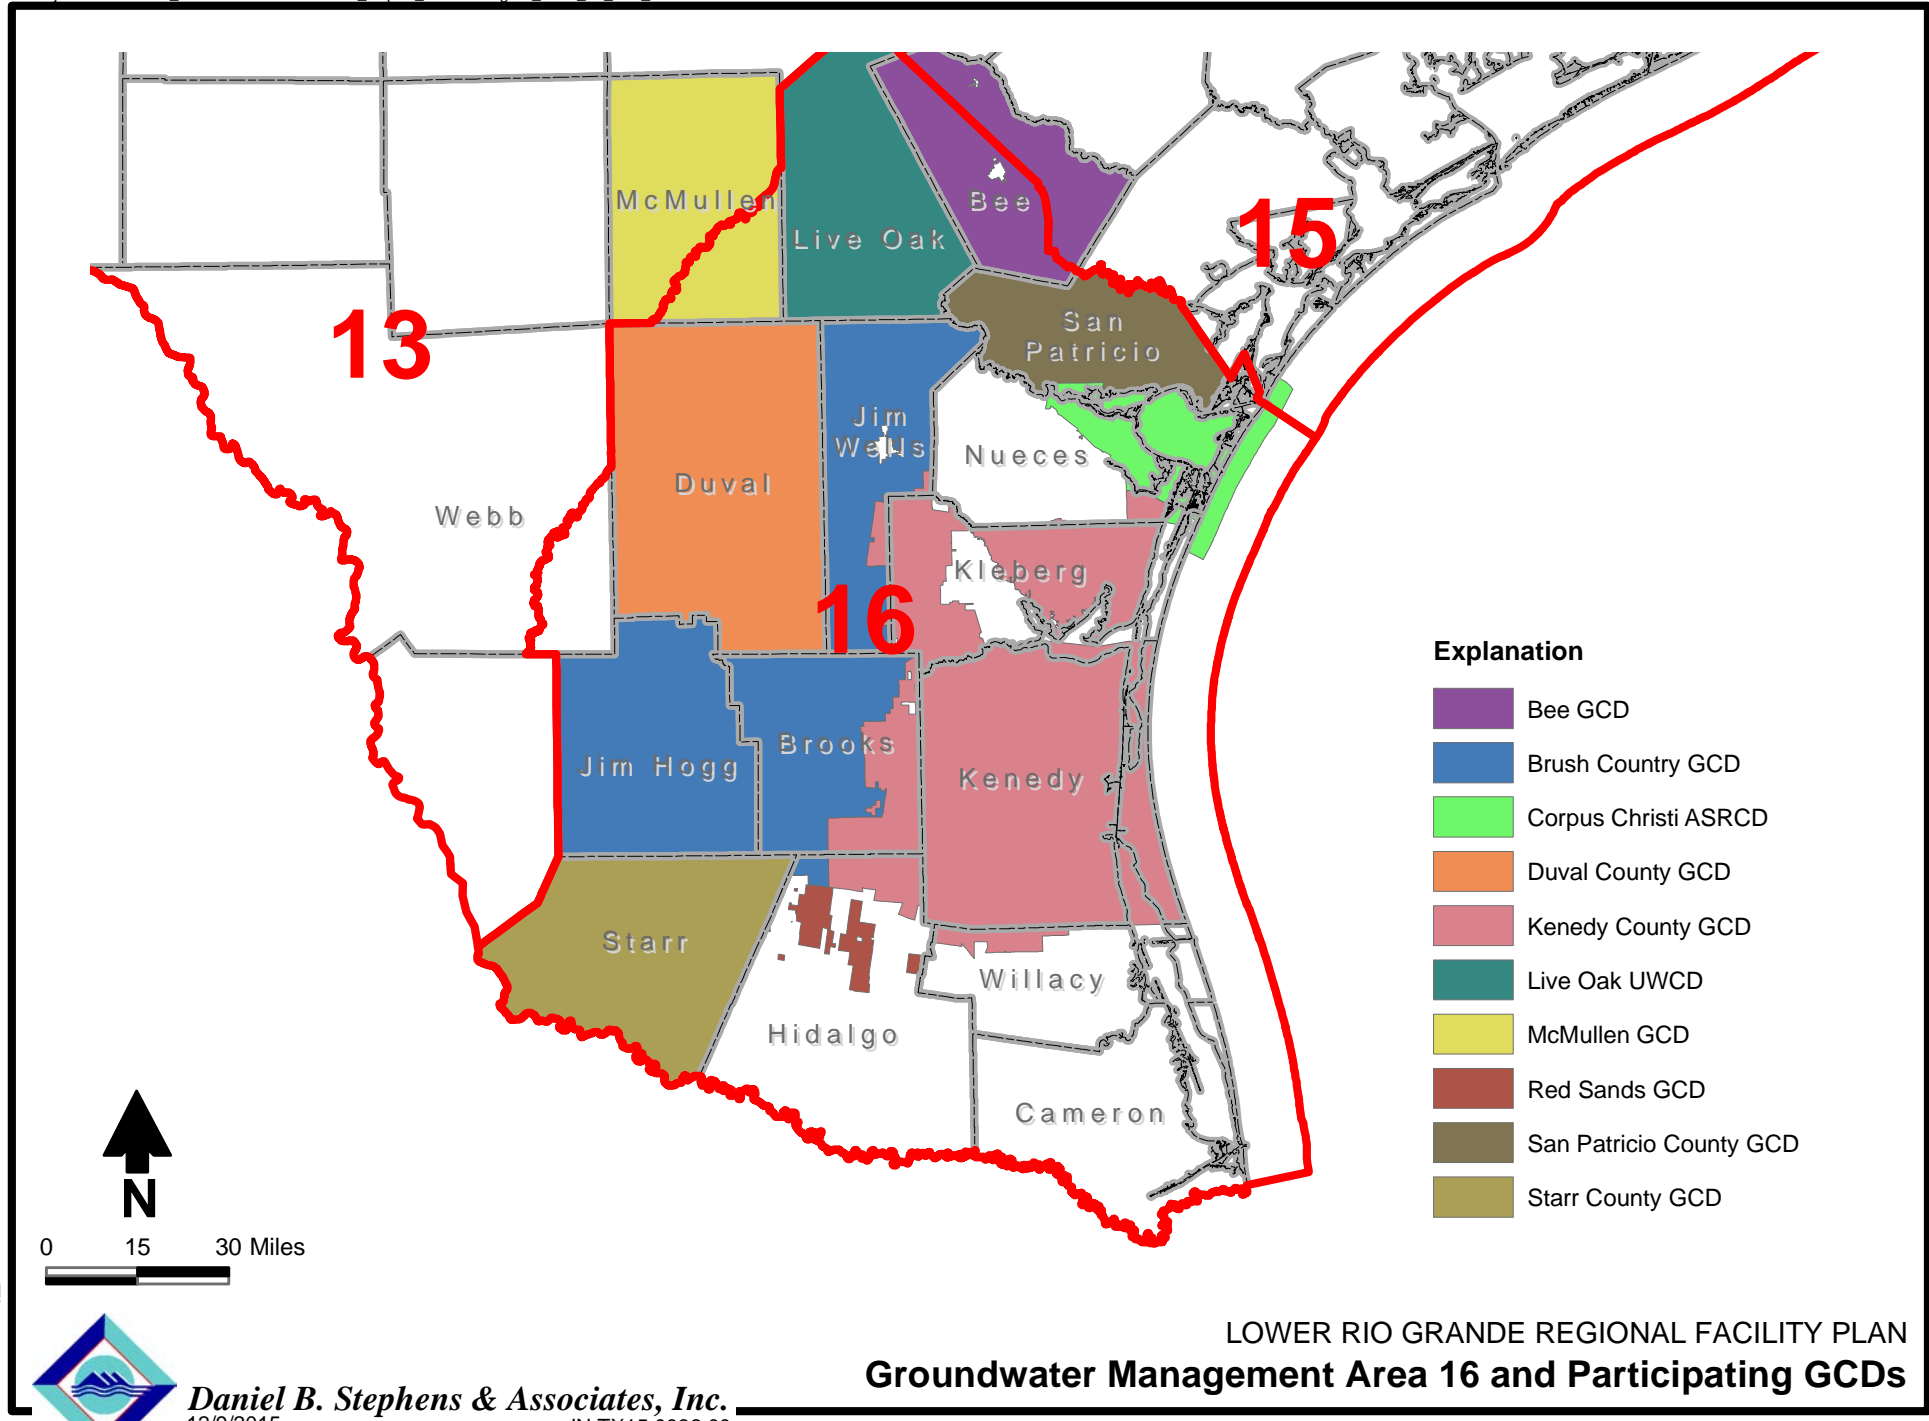 McMullen
Bee
Live Oak
15
13
San
Patricio
Jim
Wells
Nueces
Duval
Webb
Kleberg
16
Brooks
Jim Hogg
Kenedy
Starr
Willacy
Hidalgo
Cameron
Explanation
Bee GCD
Brush Country GCD
Corpus Christi ASRCD
Duval County GCD
Kenedy County GCD
Live Oak UWCD
McMullen GCD
Red Sands GCD
San Patricio County GCD
Starr County GCD
N
0 15 30 Miles
LOWER RIO GRANDE REGIONAL FACILITY PLAN
Groundwater Management Area 16 and Participating GCDs
Daniel B. Stephens & Associates, Inc.